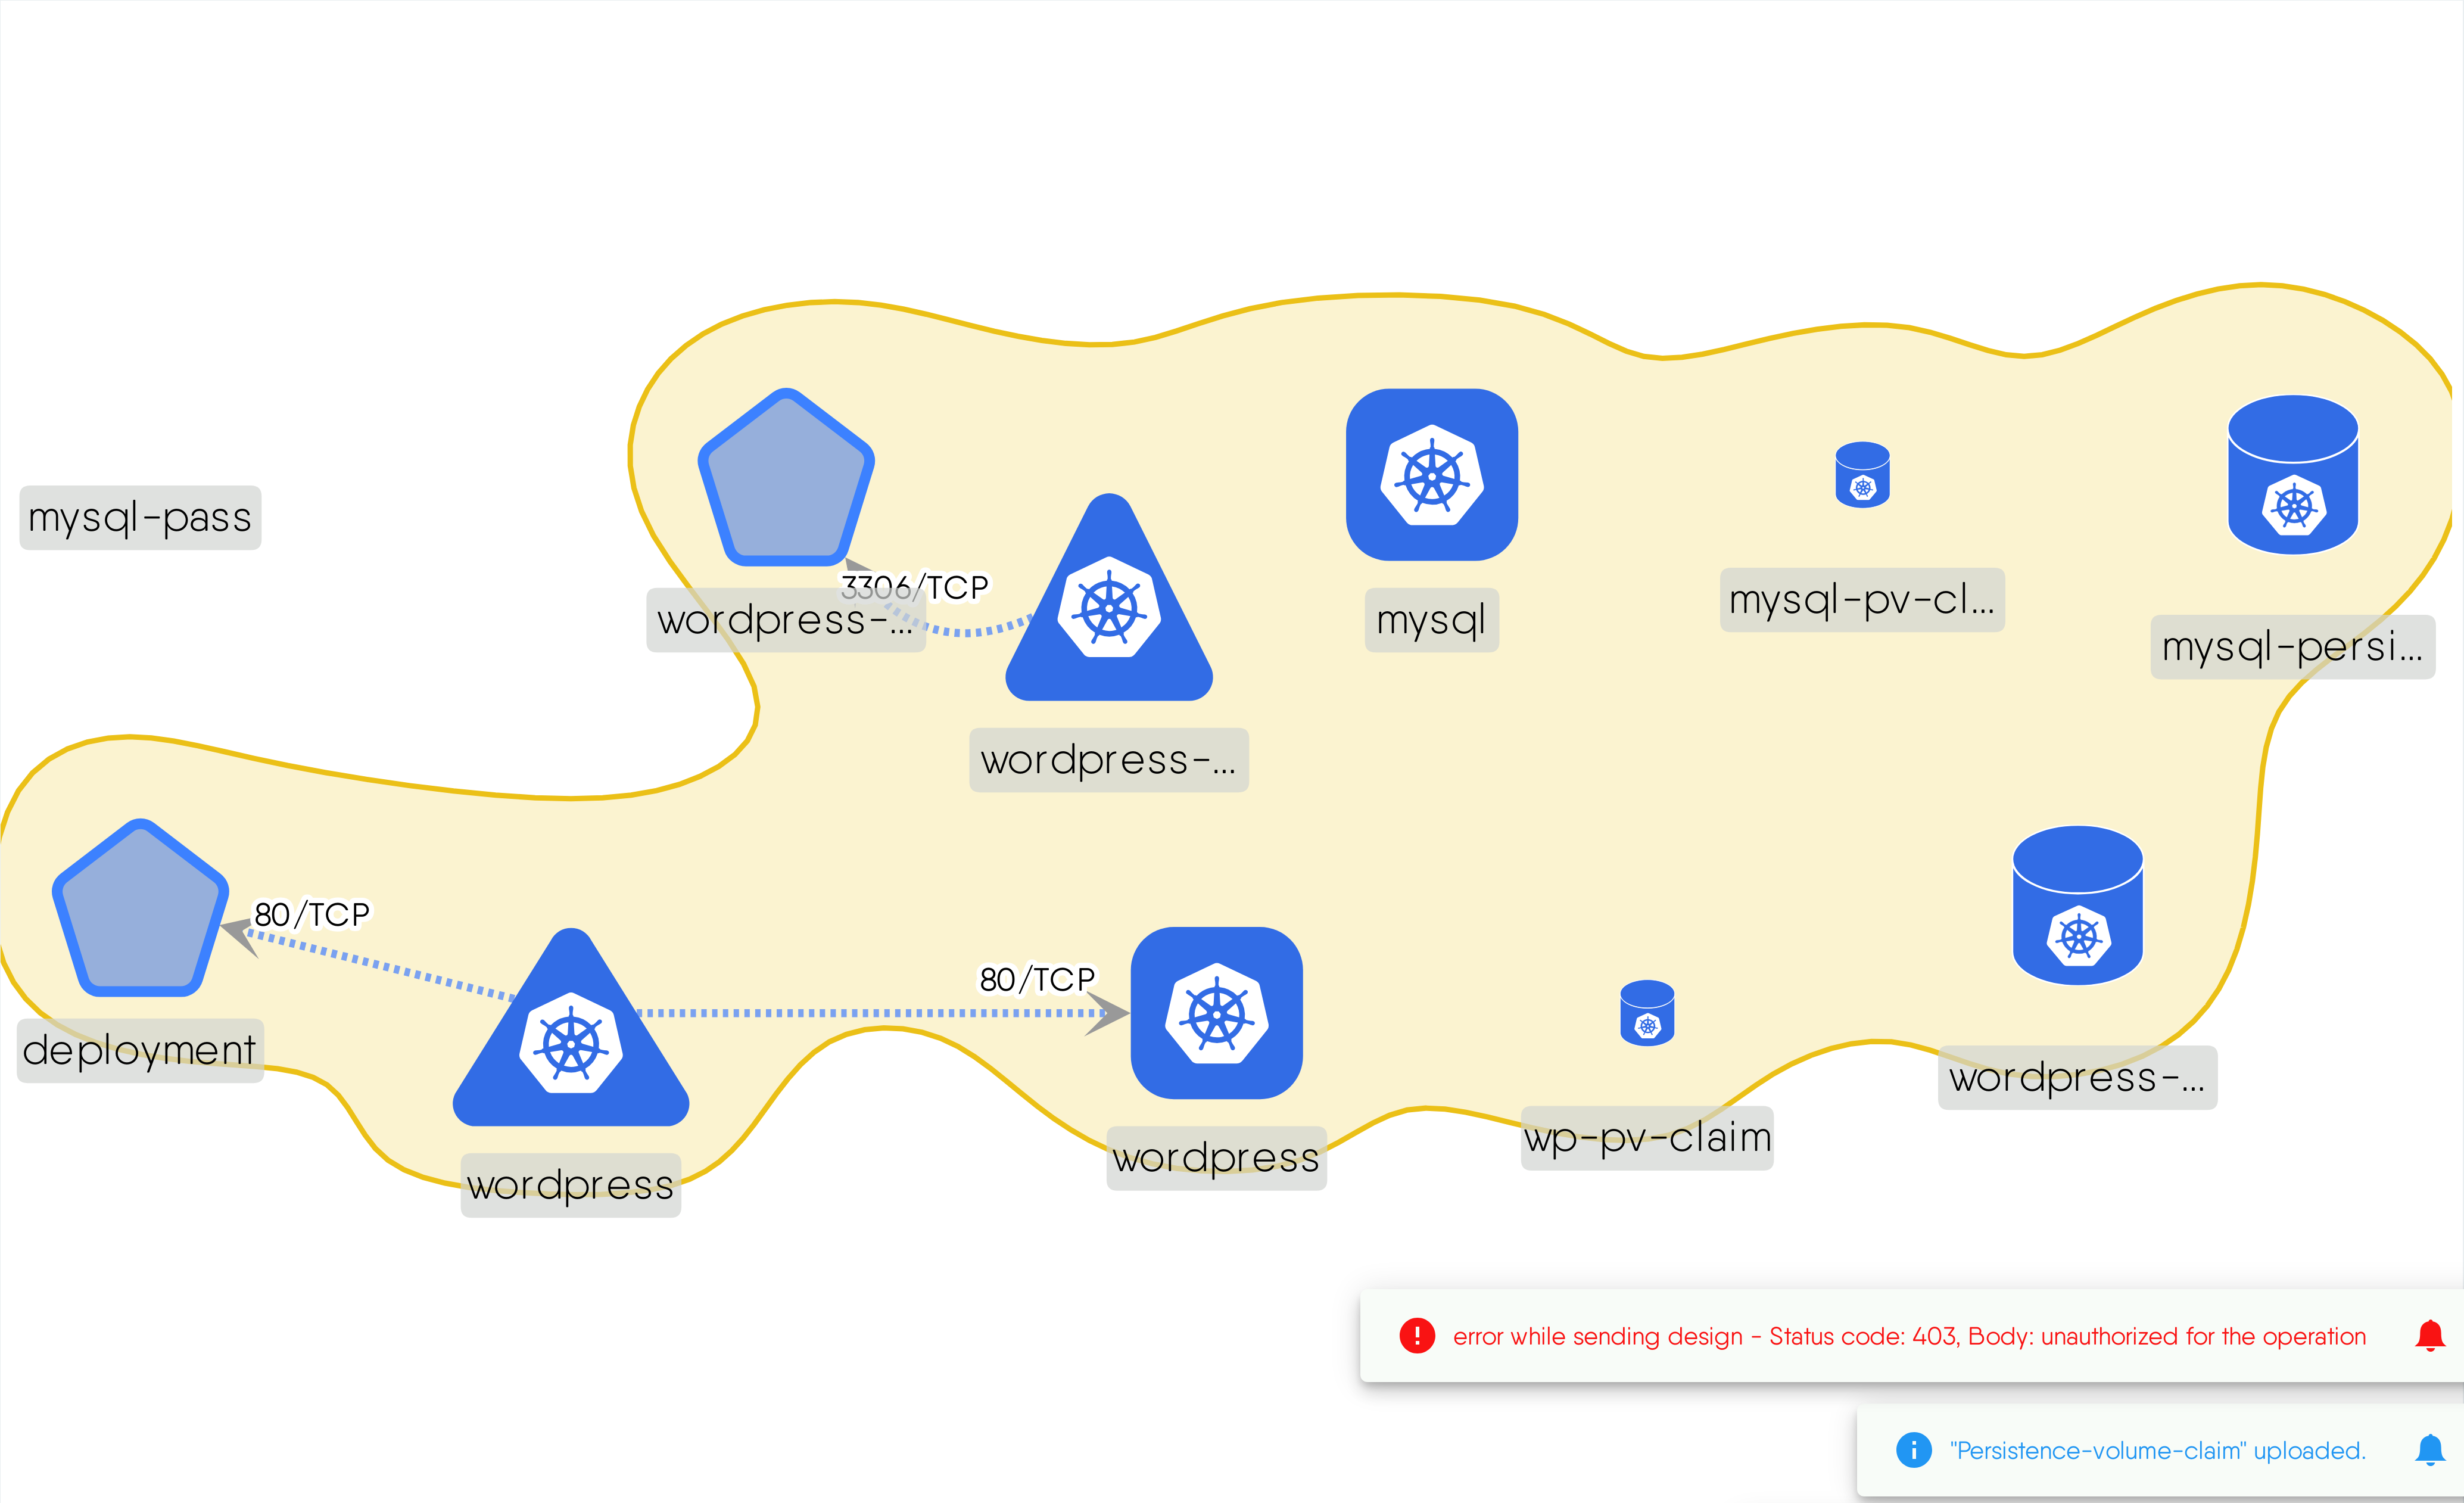 mysql-pass
3306/TCP
wordpress-...
wordpress-...
mysql
mysql-pv-cl...
mysql-persi...
80/TCP
deployment
80/TCP
wordpress
wordpress
wp-pv-claim
wordpress-...
error while sending design - Status code: 403, Body: unauthorized for the operation
"Persistence-volume-claim" uploaded.